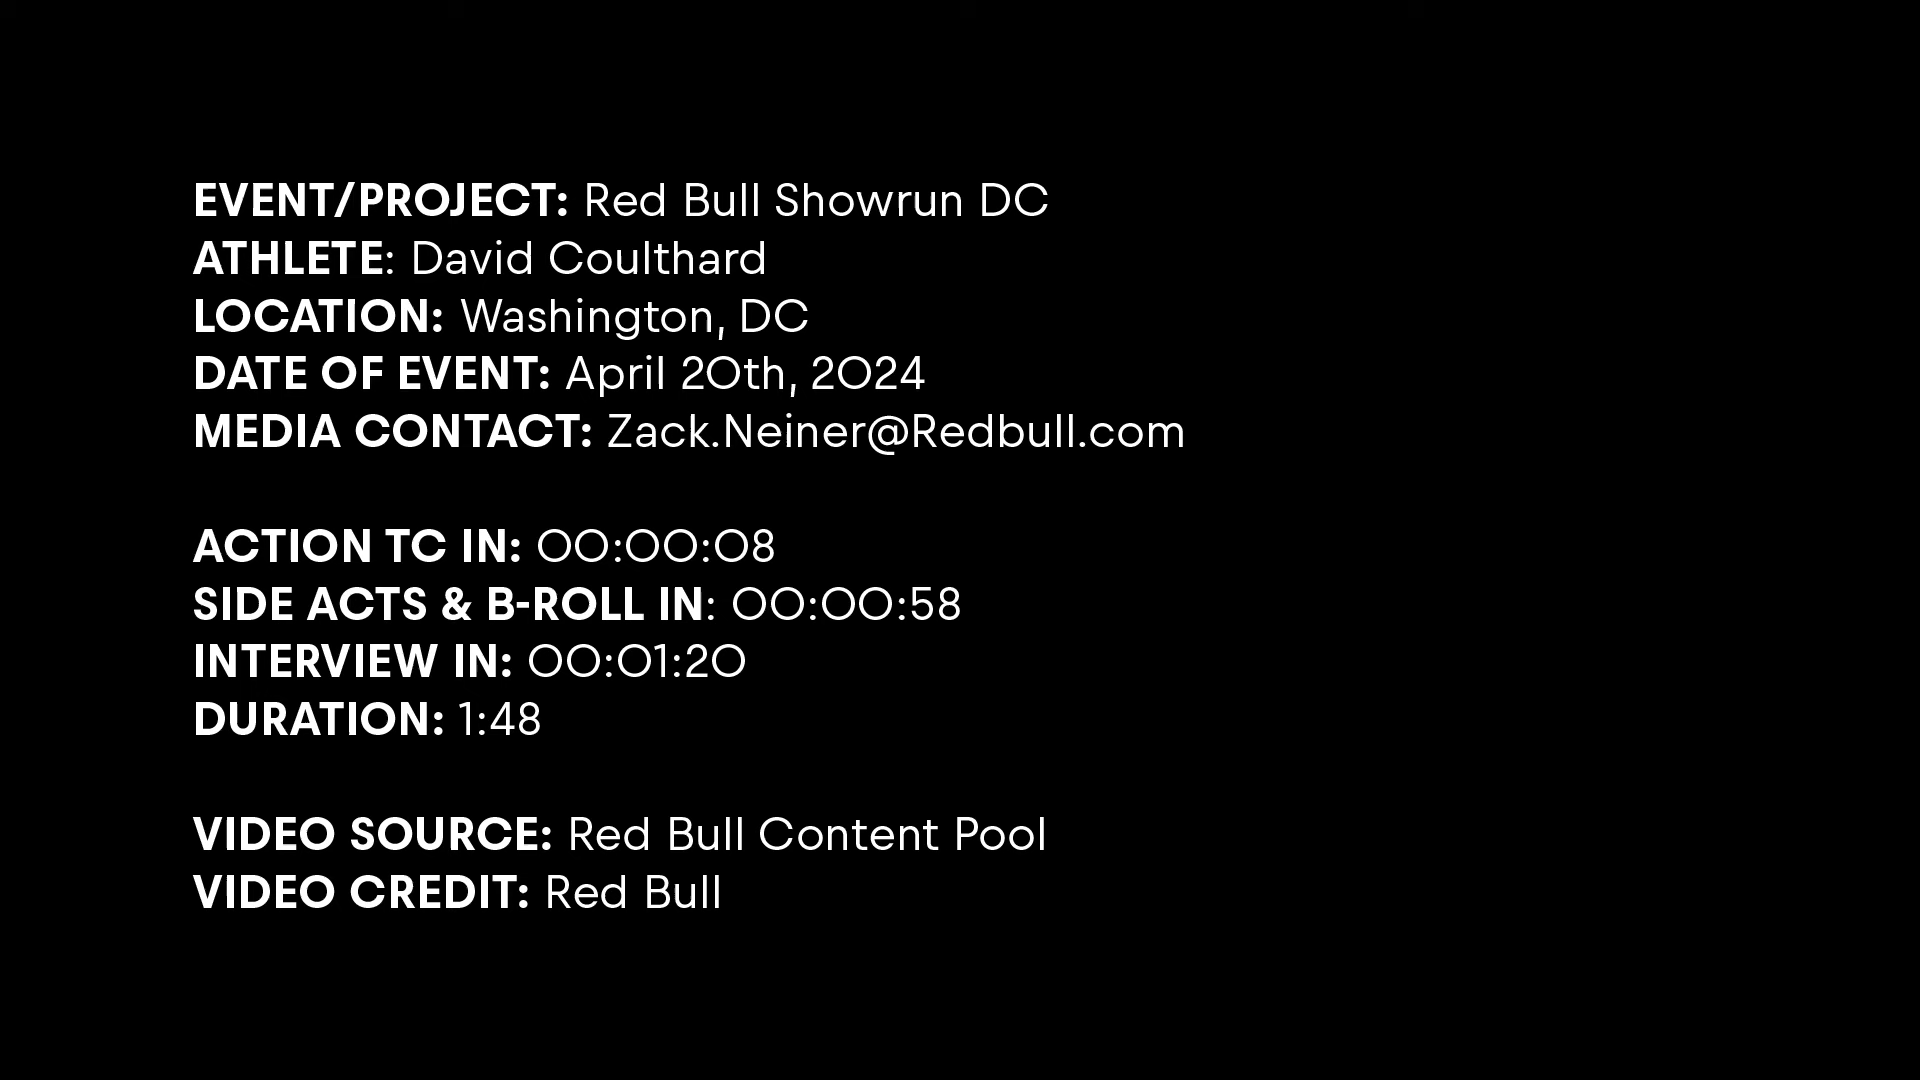 EVENT/PROJECT: Red Bull Showrun DC
ATHLETE: David Coulthard
LOCATION: Washington, DC
DATE OF EVENT: April 20th, 2024
MEDIA CONTACT: Zack.Neiner@Redbull.com
ACTION TC IN: 00:00:08
SIDE ACTS & B-ROLL IN: 00:00:58
INTERVIEW IN: 00:01:20
DURATION: 1:48
VIDEO SOURCE: Red Bull Content Pool
VIDEO CREDIT: Red Bull